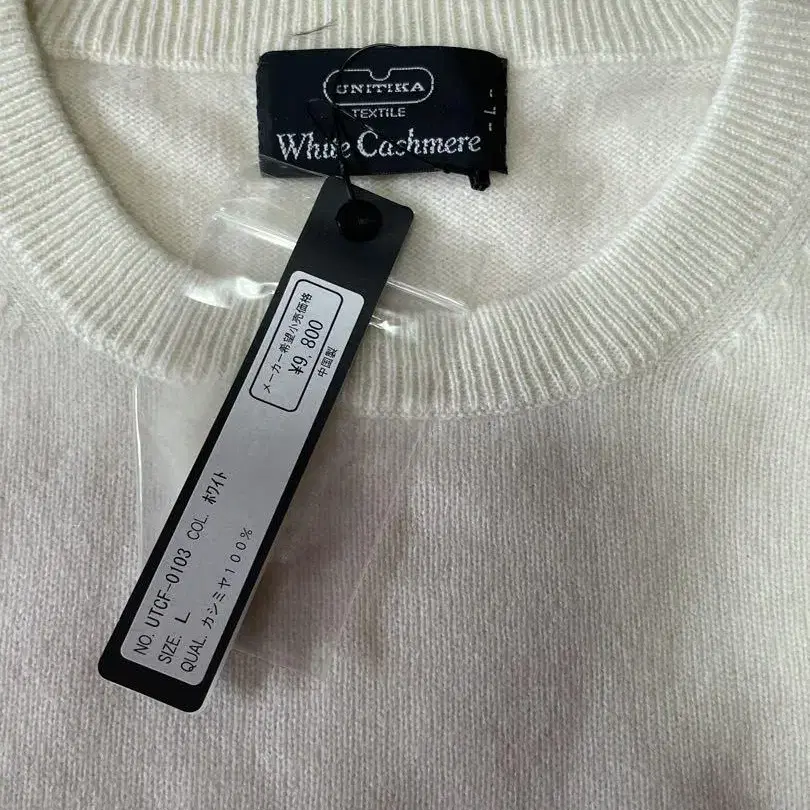 UNITIKA
TEXTILE
White Cashmere
- L -
メーカー希望小売価格
¥9,800
中国製
NO. UTCF-0103 COL. ホワイト
SIZE. L
QUAL. カシミヤ100%